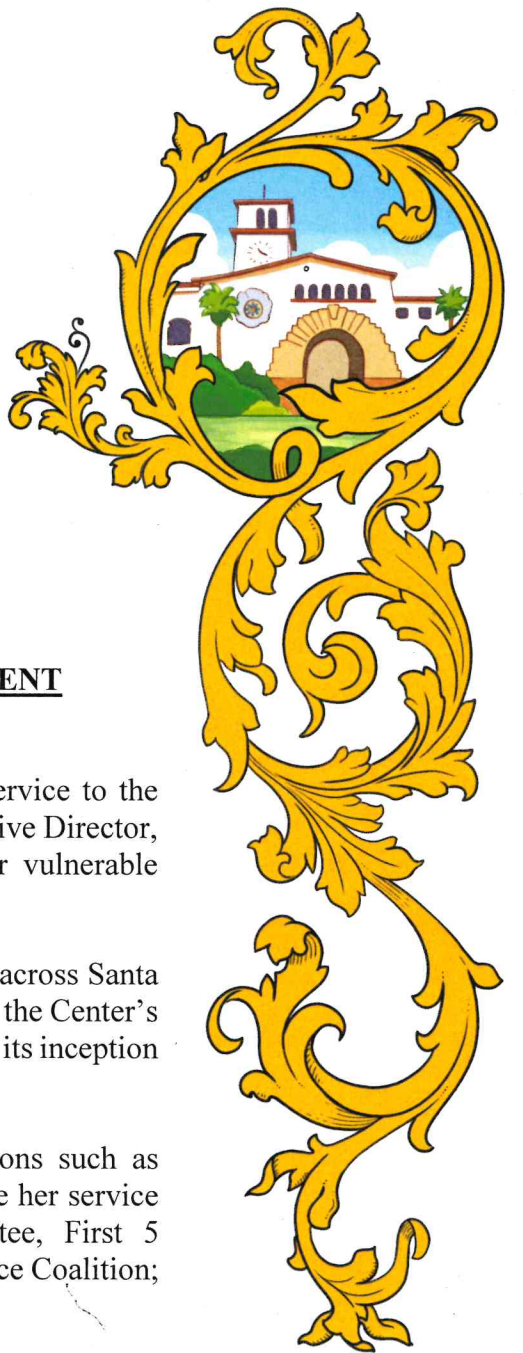 ENT
ervice to the
ive Director,
r vulnerable
across Santa
the Center's
its inception
ons such as
e her service
tee, First 5
ce Coalition;